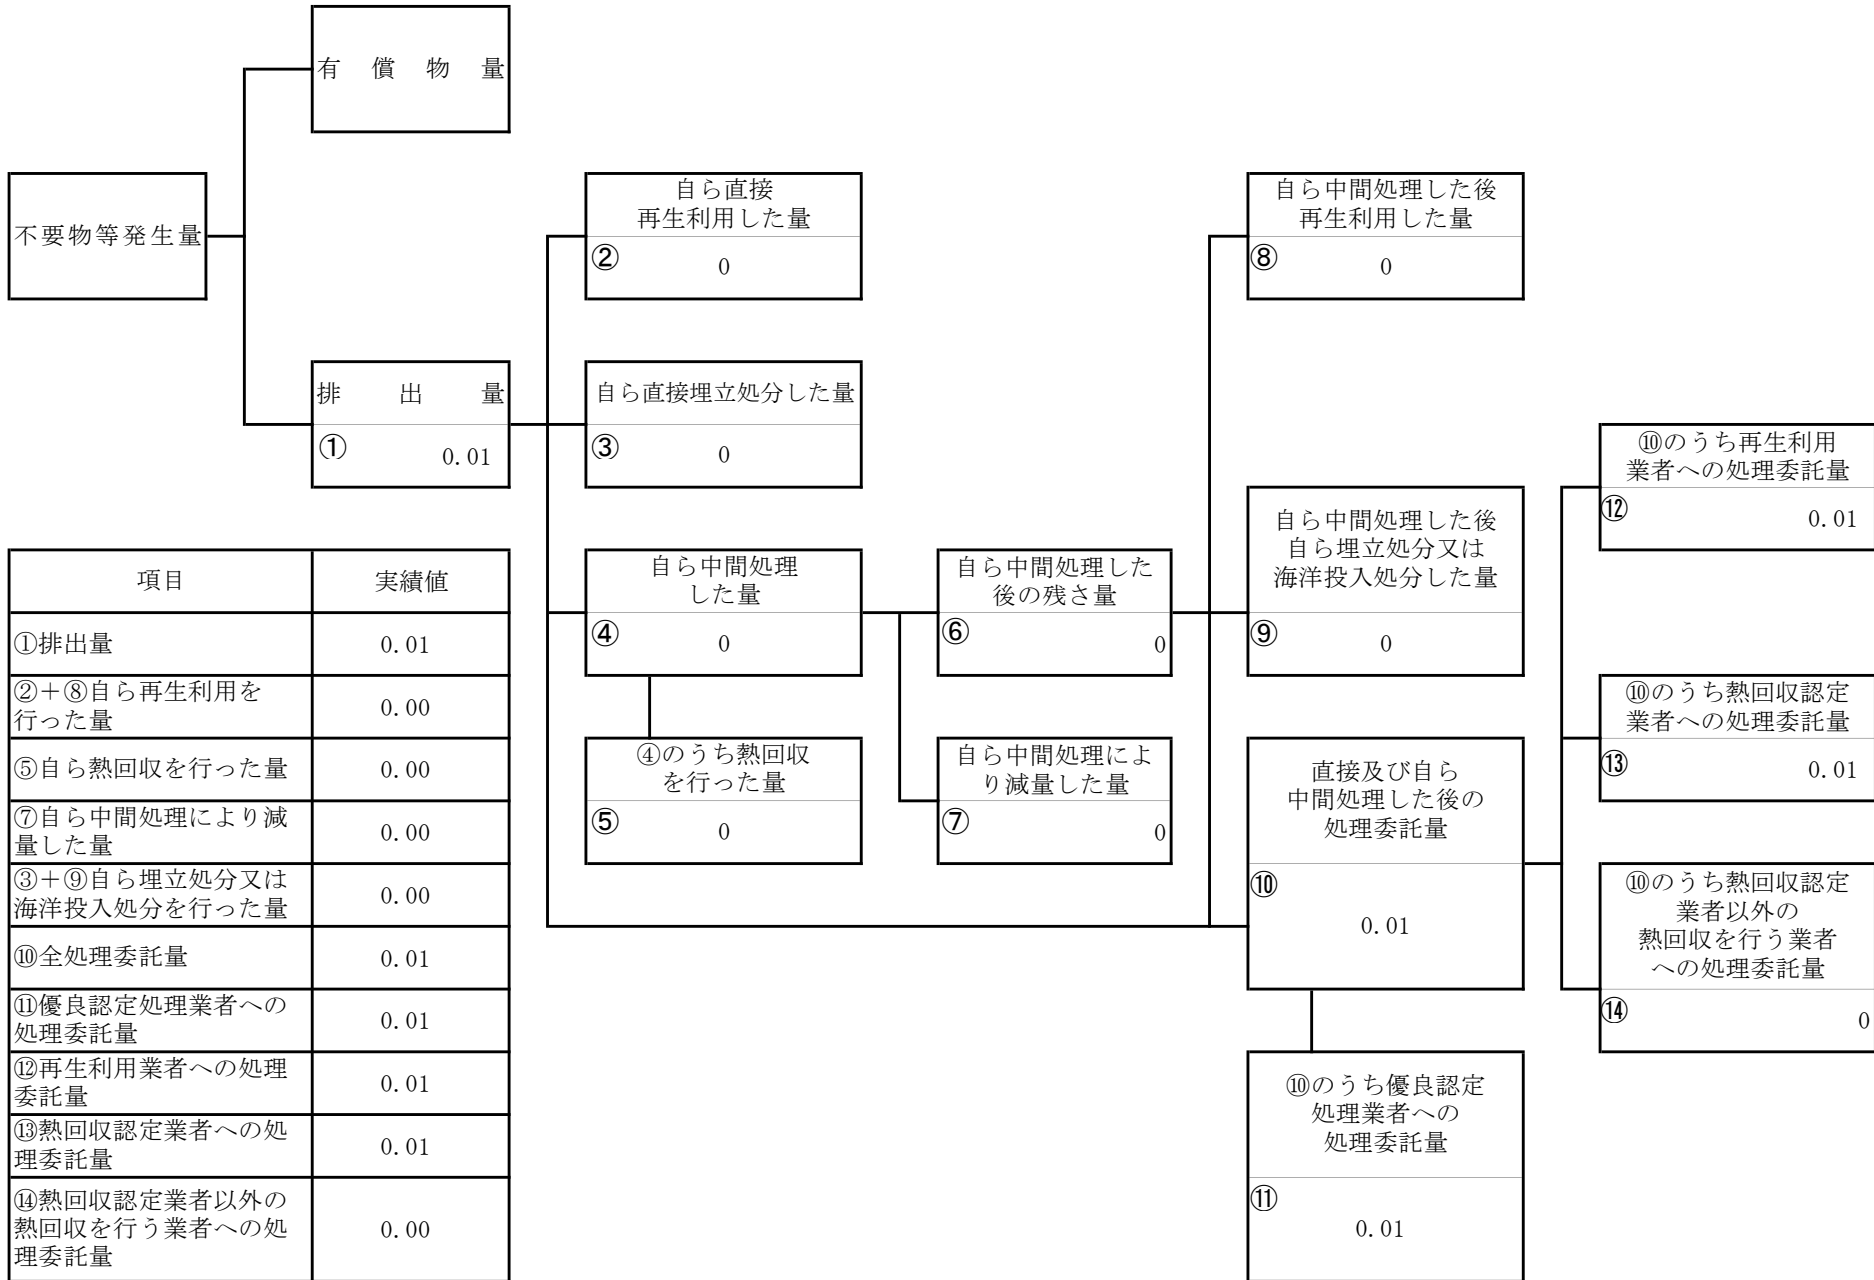 有償物量
不要物等発生量
排出量
①
0.01
自ら直接
再生利用した量
②
0
自ら直接埋立処分した量
③
0
自ら中間処理
した量
④
0
④のうち熱回収
を行った量
⑤
0
自ら中間処理した
後の残さ量
⑥
0
自ら中間処理によ
り減量した量
⑦
0
自ら中間処理した後
再生利用した量
⑧
0
自ら中間処理した後
自ら埋立処分又は
海洋投入処分した量
⑨
0
直接及び自ら
中間処理した後の
処理委託量
⑩
0.01
⑩のうち優良認定
処理業者への
処理委託量
⑪
0.01
⑩のうち再生利用
業者への処理委託量
⑫
0.01
⑩のうち熱回収認定
業者への処理委託量
⑬
0.01
⑩のうち熱回収認定
業者以外の
熱回収を行う業者
への処理委託量
⑭
0
項目 実績値
①排出量 0.01
②+⑧自ら再生利用を
行った量 0.00
⑤自ら熱回収を行った量 0.00
⑦自ら中間処理により減
量した量 0.00
③+⑨自ら埋立処分又は
海洋投入処分を行った量 0.00
⑩全処理委託量 0.01
⑪優良認定処理業者への
処理委託量 0.01
⑫再生利用業者への処理
委託量 0.01
⑬熱回収認定業者への処
理委託量 0.01
⑭熱回収認定業者以外の
熱回収を行う業者への処
理委託量 0.00